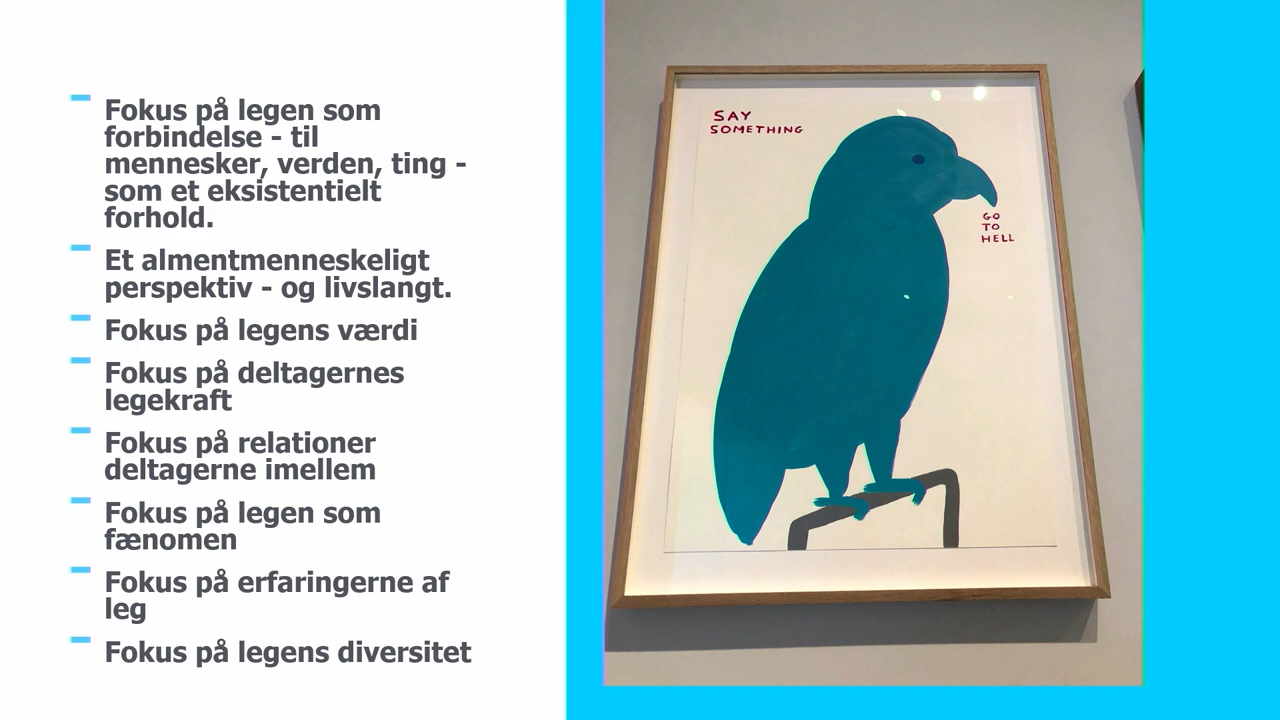 Fokus på legen som
forbindelse - til
mennesker, verden, ting -
som et eksistentielt
forhold.
Et almentmenneskeligt
perspektiv - og livslangt.
Fokus på legens værdi
Fokus på deltagernes
legekraft
Fokus på relationer
deltagerne imellem
Fokus på legen som
fænomen
Fokus på erfaringerne af
leg
Fokus på legens diversitet
SAY
SOMETHING
GO
TO
HELL